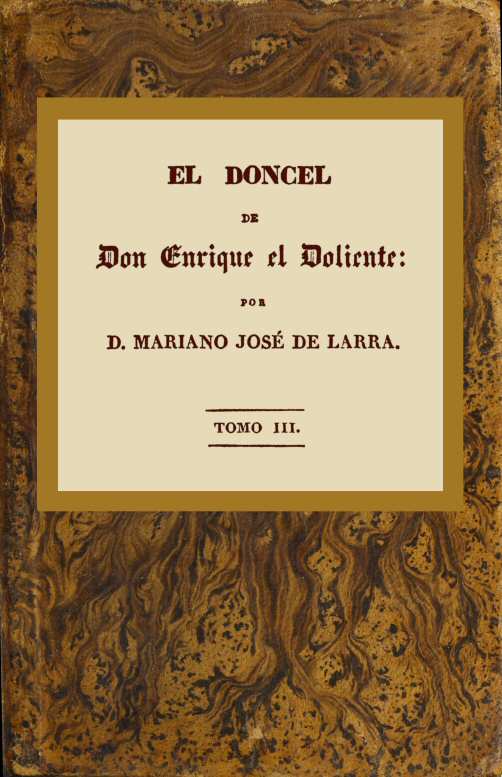 EL DONCEL
DE
Don Enrique el Doliente:
POR
D. MARIANO JOSÉ DE LARRA.
TOMO III.